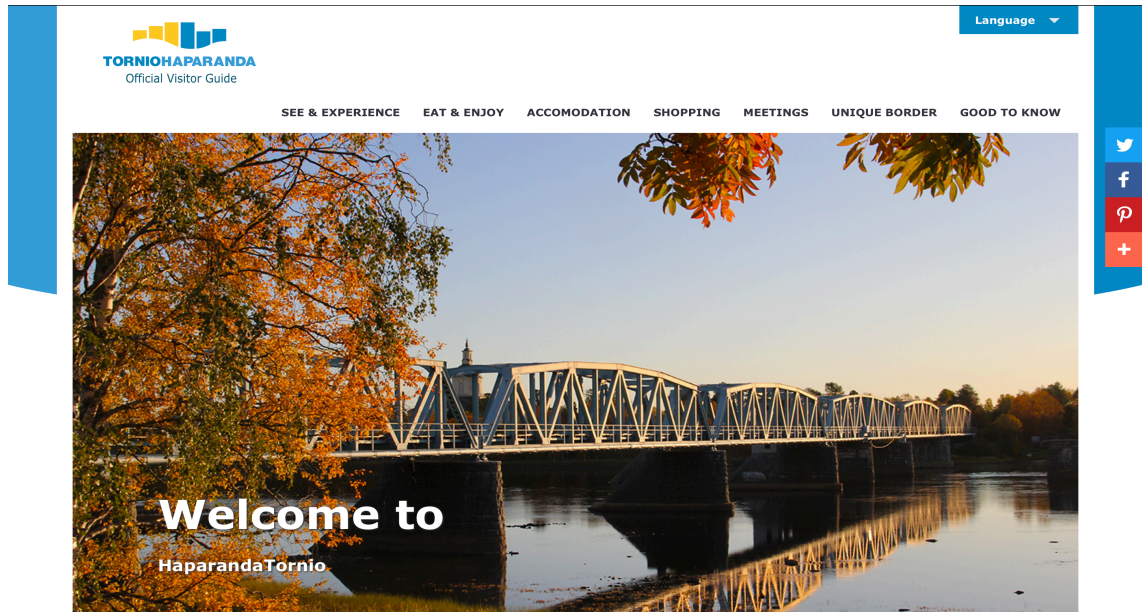 Language
TORNIOHAPARANDA
Official Visitor Guide
SEE & EXPERIENCE EAT & ENJOY ACCOMODATION SHOPPING MEETINGS UNIQUE BORDER GOOD TO KNOW
Welcome to
HaparandaTornio